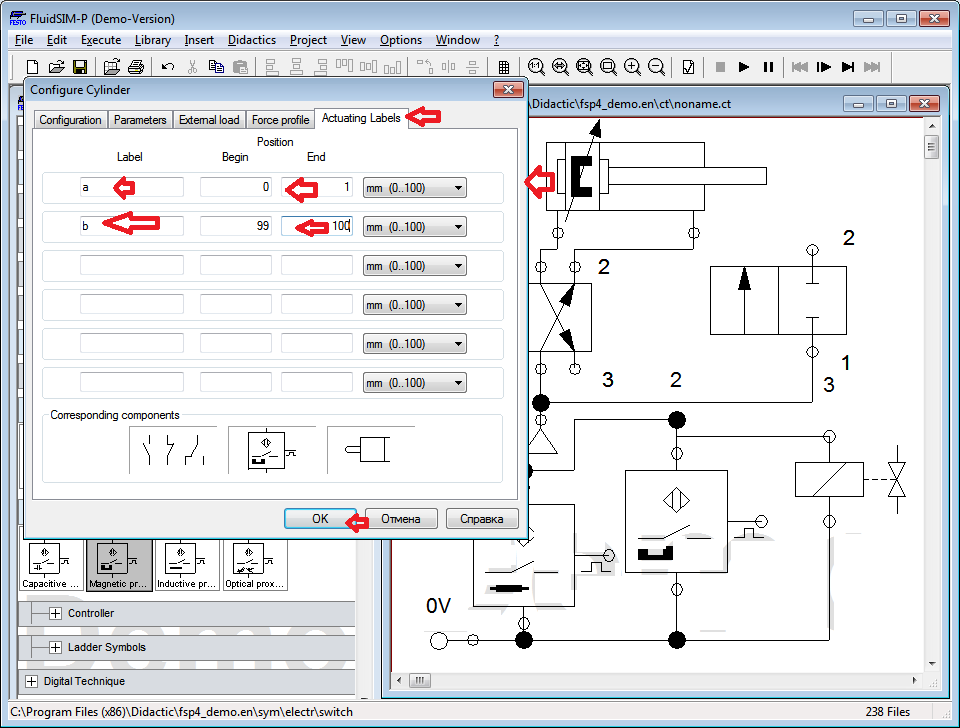 FESTO FluidSIM-P (Demo-Version)
File Edit Execute Library Insert Didactics Project View Options Window ?
Configure Cylinder
\Didactic\fsp4_demo.en\ct\noname.ct
Configuration Parameters External load Force profile Actuating Labels
Position
Label Begin End
a 0 1 mm (0..100)
b 99 100 mm (0..100)
mm (0..100)
mm (0..100)
mm (0..100)
mm (0..100)
Corresponding components
OK Отмена Справка
2
2
3
2
1
3
0V
Capacitive ... Magnetic pr... Inductive pr... Optical prox...
Controller
Ladder Symbols
Digital Technique
Demo
C:\Program Files (x86)\Didactic\fsp4_demo.en\sym\electr\switch 238 Files